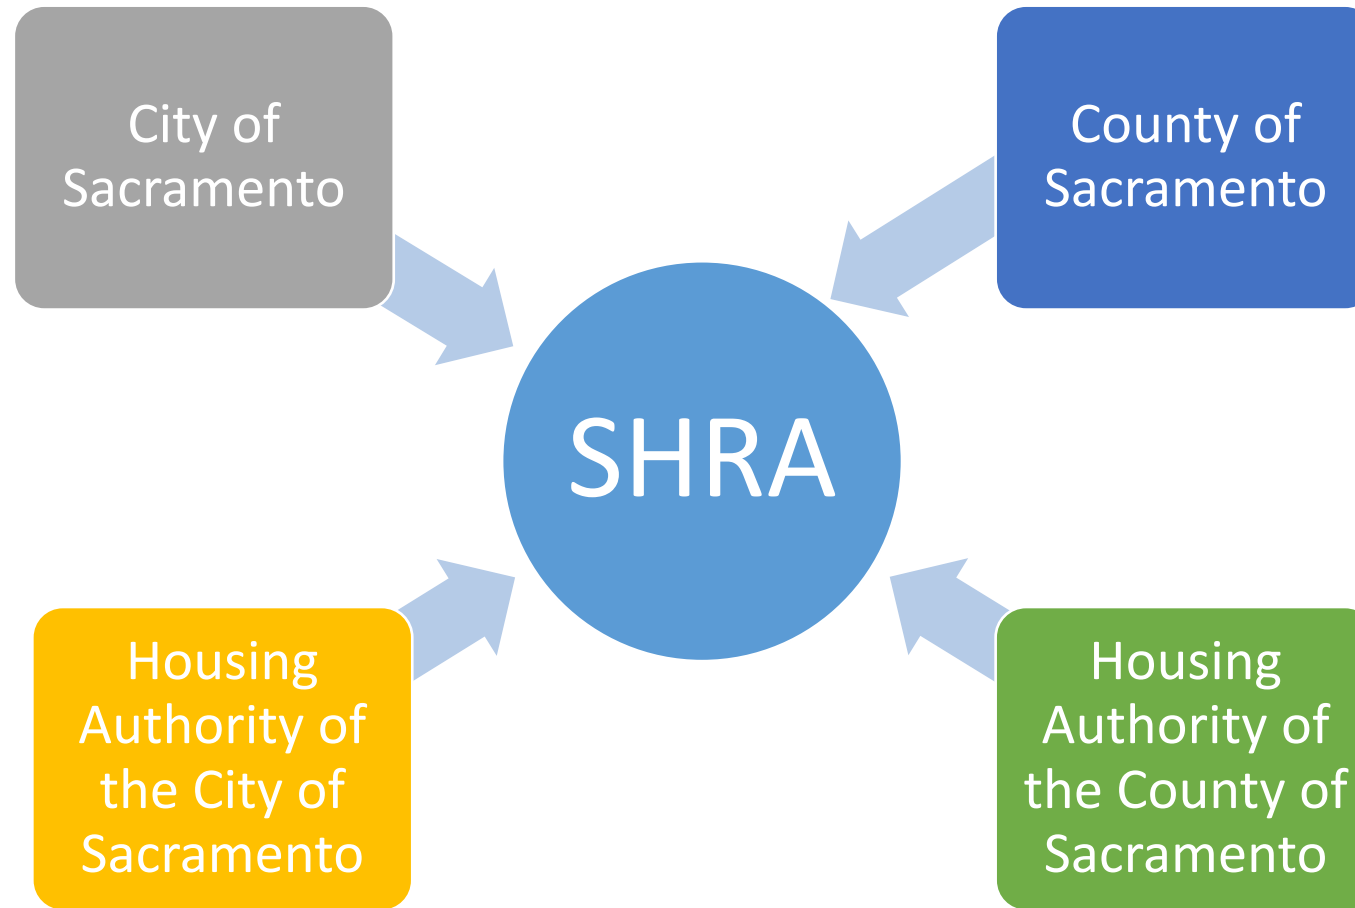 City of
Sacramento
County of
Sacramento
SHRA
Housing
Authority of
the City of
Sacramento
Housing
Authority of
the County of
Sacramento